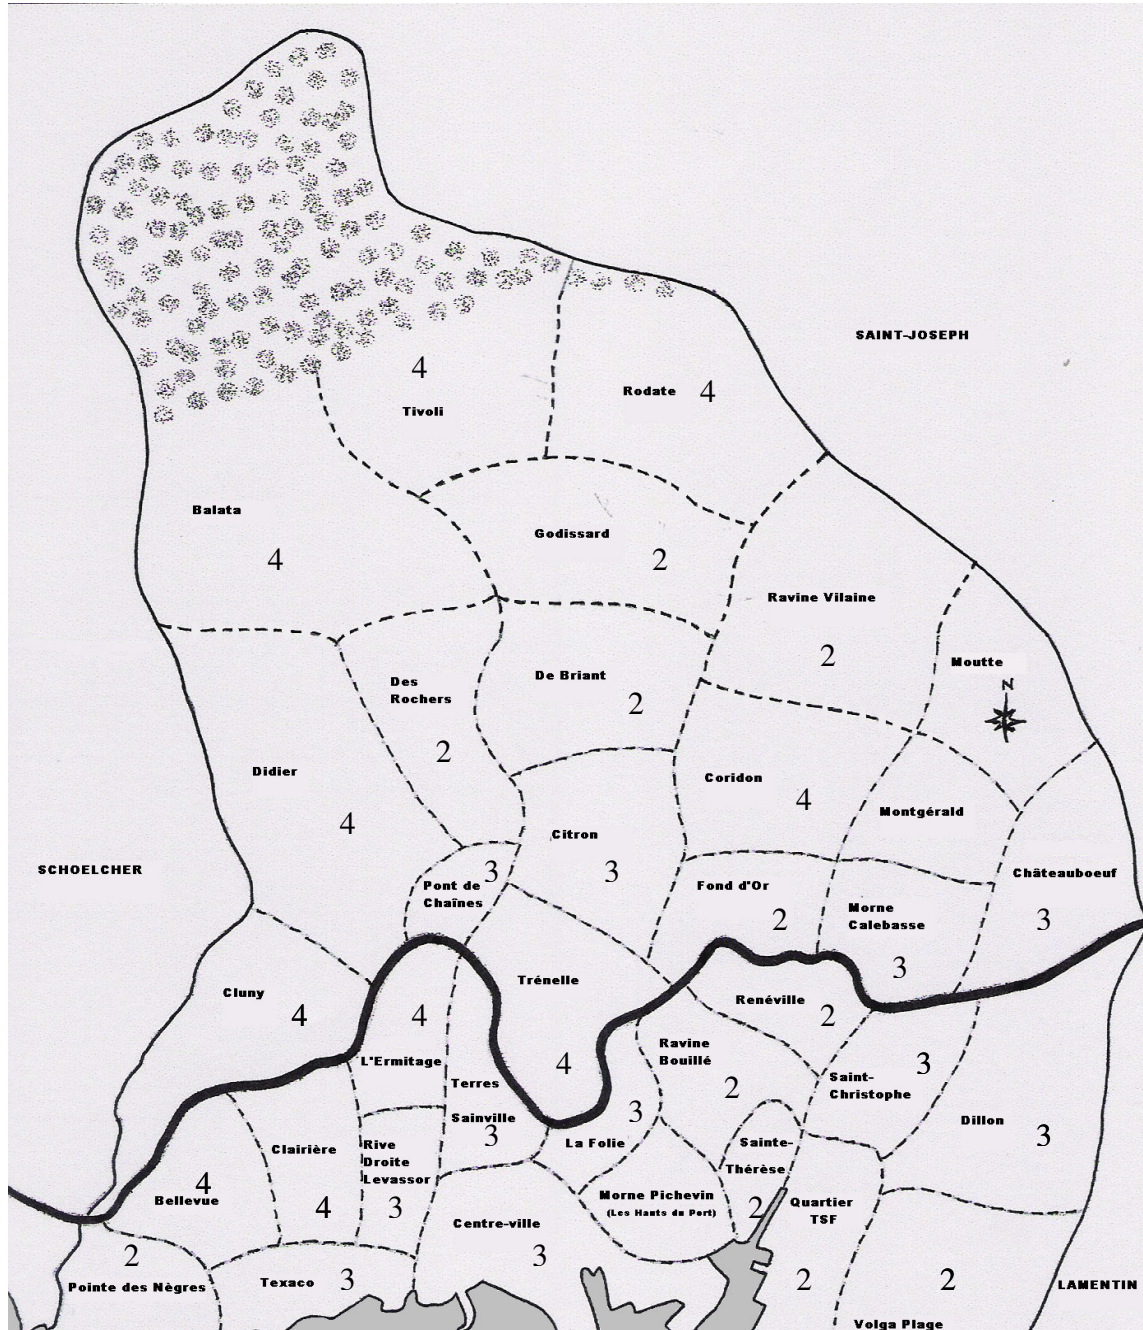 SAINT-JOSEPH
4
Tivoli
Rodate 4
Balata
4
Godissard
2
Ravine Vilaine
2
Moutte
N
Des
Rochers
2
De Briant
2
Didier
4
Coridon
4
Montgérald
Citron
3
SCHOELCHER
Pont de
Chaînes
3
Fond d'Or
2
Morne
Calebasse
3
Châteauboeuf
3
Cluny
4
4
L'Ermitage
Trénelle
4
Renéville
2
Ravine
Bouillé
2
Saint-
Christophe
3
Terres
Sainville
3
La Folie
3
Dillon
3
Clairière
4
Rive
Droite
Levassor
3
Sainte-
Thérèse
2
Bellevue
4
Morne Pichevin
(Les Hauts du Port)
Quartier
TSF
2
Centre-ville
3
2
Pointe des Nègres
Texaco 3
2
Volga Plage
LAMENTIN